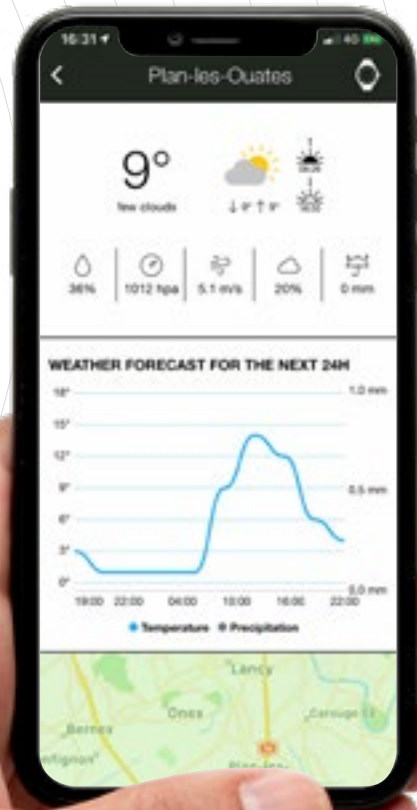 16:31 4G
Plan-les-Ouates
9°
few clouds
36% 1012 hpa 5.1 m/s 20% 0 mm
WEATHER FORECAST FOR THE NEXT 24H
18° 1.0 mm
15°
12°
9° 0.5 mm
6°
3°
0° 0.0 mm
19:00 22:00 04:00 10:00 16:00 22:00
Temperature Precipitation
Lancy
Onex Carouge
Bernex
Plan-les-